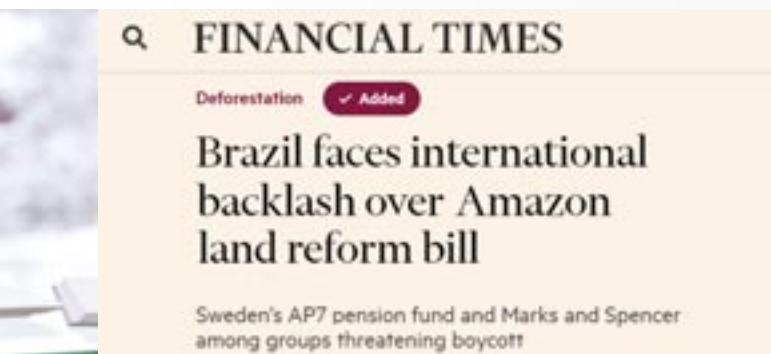 FINANCIAL TIMES
Deforestation ✓ Added
Brazil faces international
backlash over Amazon
land reform bill
Sweden's AP7 pension fund and Marks and Spencer
among groups threatening boycott